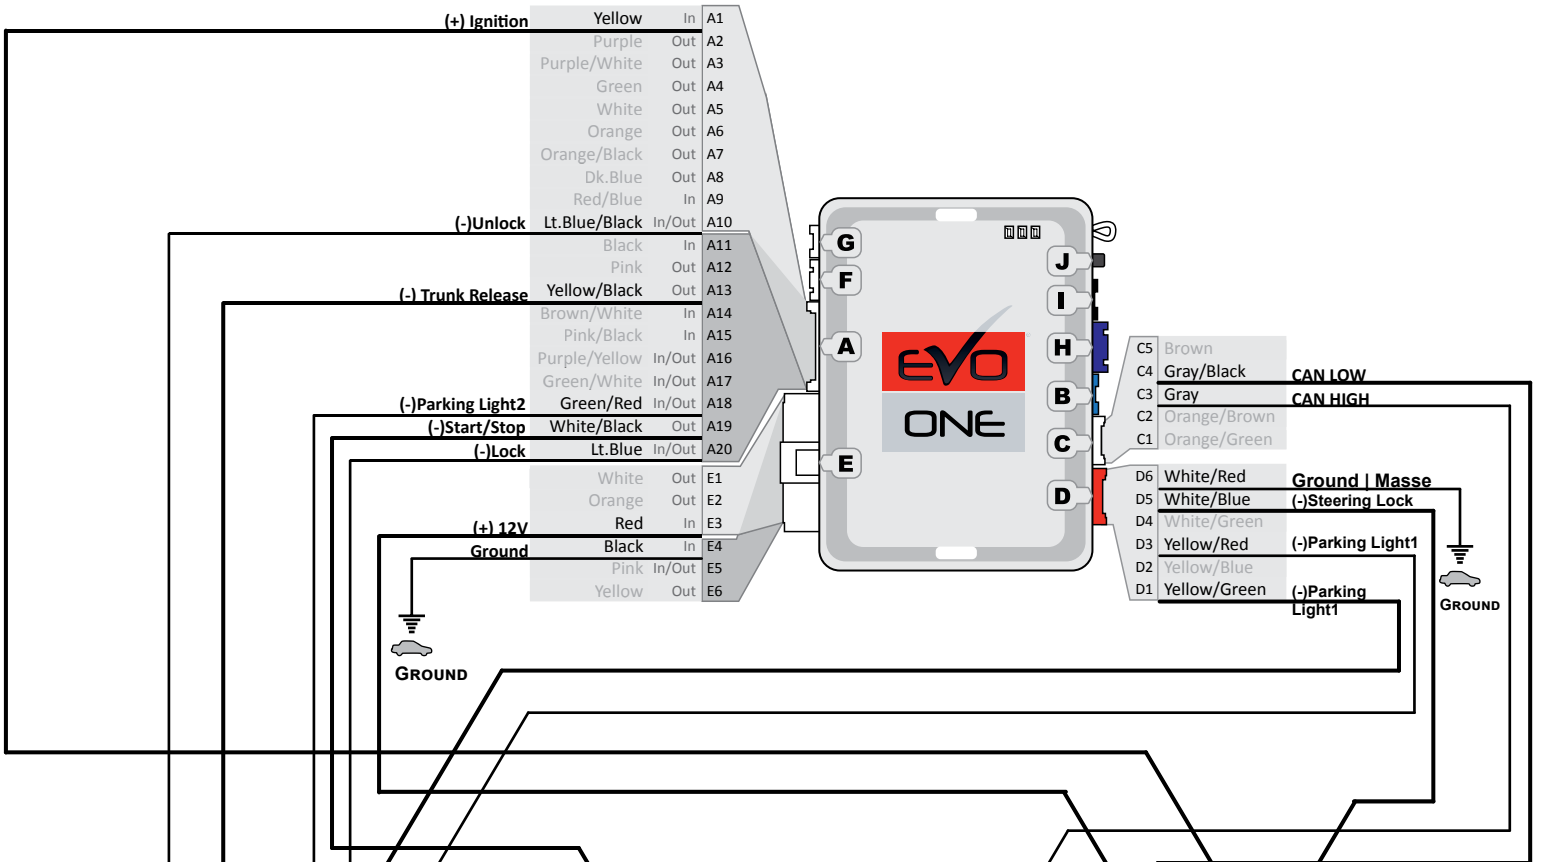 (+) Ignition Yellow In A1
Purple Out A2
Purple/White Out A3
Green Out A4
White Out A5
Orange Out A6
Orange/Black Out A7
Dk.Blue Out A8
Red/Blue In A9
(-)Unlock Lt.Blue/Black In/Out A10
Black In A11
Pink Out A12
(-) Trunk Release Yellow/Black Out A13
Brown/White In A14
Pink/Black In A15
Purple/Yellow In/Out A16
Green/White In/Out A17
(-)Parking Light2 Green/Red In/Out A18
(-)Start/Stop White/Black Out A19
(-)Lock Lt.Blue In/Out A20
White Out E1
Orange Out E2
(+) 12V Red In E3
Ground Black In E4
Pink In/Out E5
Yellow Out E6
GROUND
G
F
A
E
J
I
H
B
C
D
EVO
ONE
C5 Brown
C4 Gray/Black CAN LOW
C3 Gray CAN HIGH
C2 Orange/Brown
C1 Orange/Green
D6 White/Red Ground | Masse
D5 White/Blue (-)Steering Lock
D4 White/Green
D3 Yellow/Red (-)Parking Light1
D2 Yellow/Blue
D1 Yellow/Green (-)Parking
Light1
GROUND